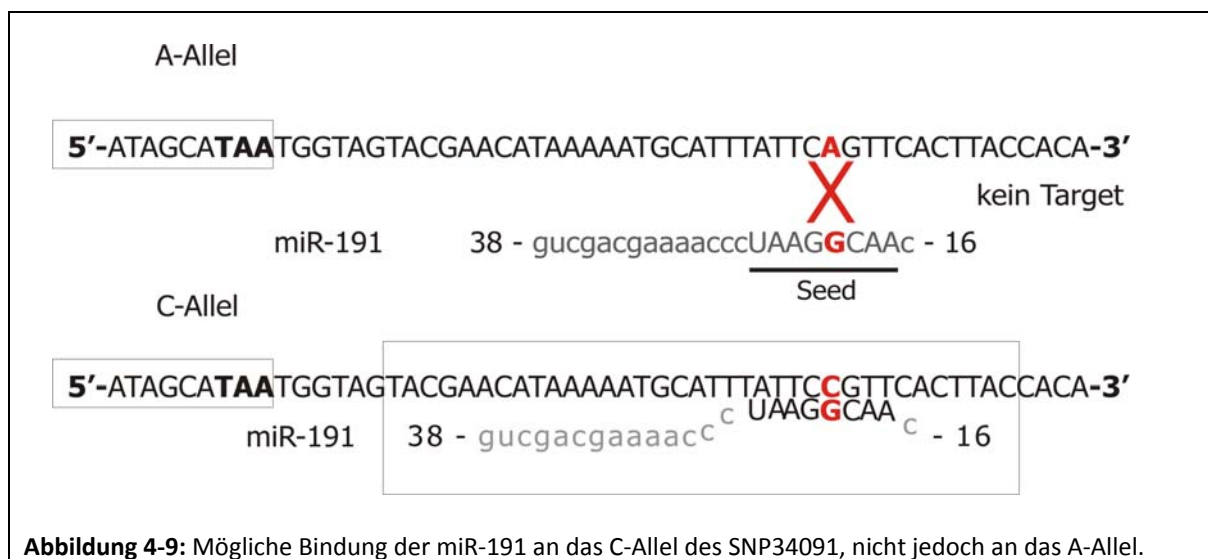 A-Allel
5'-ATAGCATAATGGTAGTACGAACATAAAAATGCATTTATTCAGTTCACTTACCACA-3'
kein Target
miR-191 38 - gucgacgaaaacccUAAGGCAAc - 16
Seed
C-Allel
5'-ATAGCATAATGGTAGTACGAACATAAAAATGCATTTATTCCGTTCACTTACCACA-3'
miR-191 38 - gucgacgaaaaccc UAAGGCAA c - 16
Abbildung 4-9: Mögliche Bindung der miR-191 an das C-Allel des SNP34091, nicht jedoch an das A-Allel.